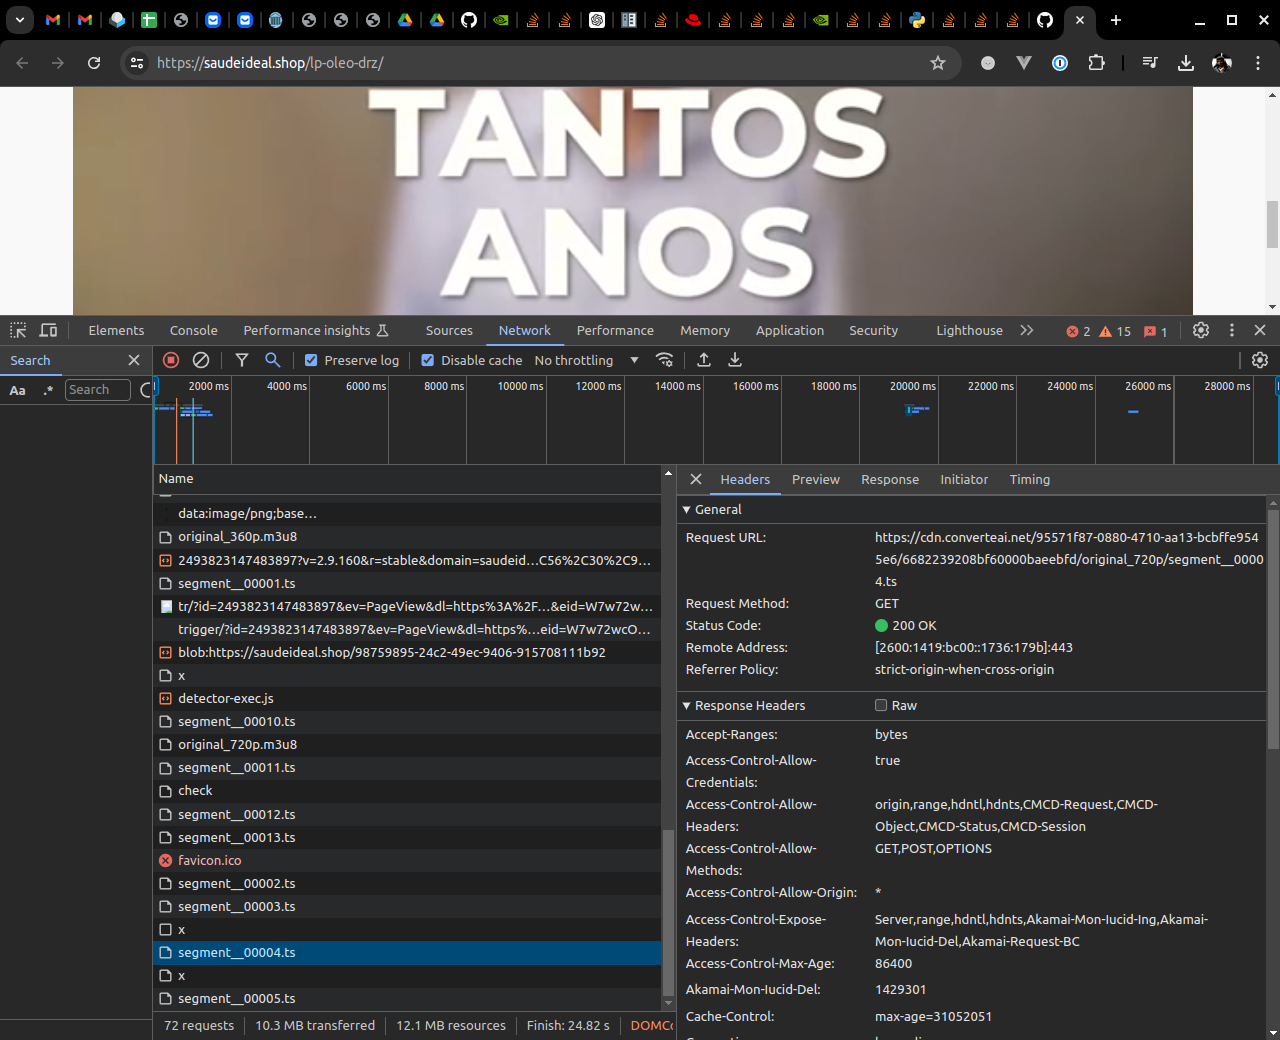 https://saudeideal.shop/lp-oleo-drz/
TANTOS
ANOS
Elements
Console
Performance insights
Sources
Network
Performance
Memory
Application
Security
Lighthouse
2
15
1
Search
Preserve log
Disable cache
No throttling
Aa
.*
Search
2000 ms
4000 ms
6000 ms
8000 ms
10000 ms
12000 ms
14000 ms
16000 ms
18000 ms
20000 ms
22000 ms
24000 ms
26000 ms
28000 ms
Name
data:image/png;base…
original_360p.m3u8
2493823147483897?v=2.9.160&r=stable&domain=saudeid…C56%2C30%2C9…
segment__00001.ts
tr/?id=2493823147483897&ev=PageView&dl=https%3A%2F…&eid=W7w72w…
trigger/?id=2493823147483897&ev=PageView&dl=https%…eid=W7w72wcO…
blob:https://saudeideal.shop/98759895-24c2-49ec-9406-915708111b92
x
detector-exec.js
segment__00010.ts
original_720p.m3u8
segment__00011.ts
check
segment__00012.ts
segment__00013.ts
favicon.ico
segment__00002.ts
segment__00003.ts
x
segment__00004.ts
x
segment__00005.ts
72 requests
10.3 MB transferred
12.1 MB resources
Finish: 24.82 s
DOMCo
Headers
Preview
Response
Initiator
Timing
General
Request URL:
https://cdn.converteai.net/95571f87-0880-4710-aa13-bcbffe954
5e6/6682239208bf60000baeebfd/original_720p/segment__0000
4.ts
Request Method:
GET
Status Code:
200 OK
Remote Address:
[2600:1419:bc00::1736:179b]:443
Referrer Policy:
strict-origin-when-cross-origin
Response Headers
Raw
Accept-Ranges:
bytes
Access-Control-Allow-
Credentials:
true
Access-Control-Allow-
Headers:
origin,range,hdntl,hdnts,CMCD-Request,CMCD-
Object,CMCD-Status,CMCD-Session
Access-Control-Allow-
Methods:
GET,POST,OPTIONS
Access-Control-Allow-Origin:
*
Access-Control-Expose-
Headers:
Server,range,hdntl,hdnts,Akamai-Mon-Iucid-Ing,Akamai-
Mon-Iucid-Del,Akamai-Request-BC
Access-Control-Max-Age:
86400
Akamai-Mon-Iucid-Del:
1429301
Cache-Control:
max-age=31052051